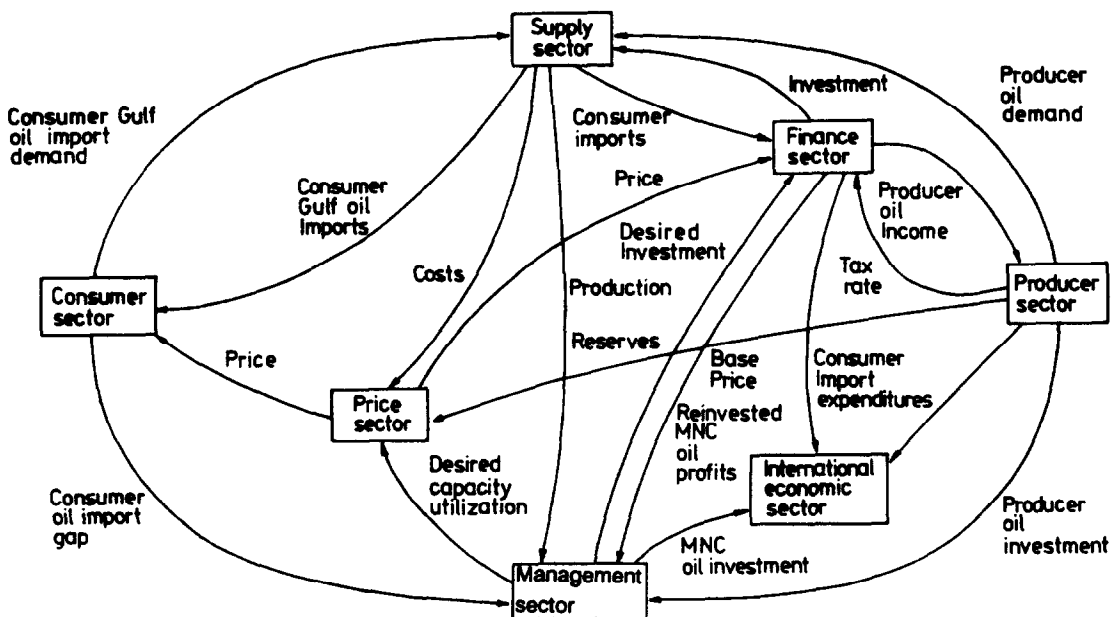 Supply
sector
Consumer Gulf
oil import
demand
Investment
Producer
oil
demand
Consumer
imports
Finance
sector
Consumer
Gulf oil
Imports
Price
Producer
oil
Income
Desired
Investment
Costs
Tax
rate
Consumer
sector
Production
Producer
sector
Reserves
Price
Base
Price
Consumer
Import
expenditures
Price
sector
Reinvested
MNC
oil
profits
Desired
capacity
utilization
International
economic
sector
Consumer
oil import
gap
Producer
oil
investment
MNC
oil investment
Management
sector